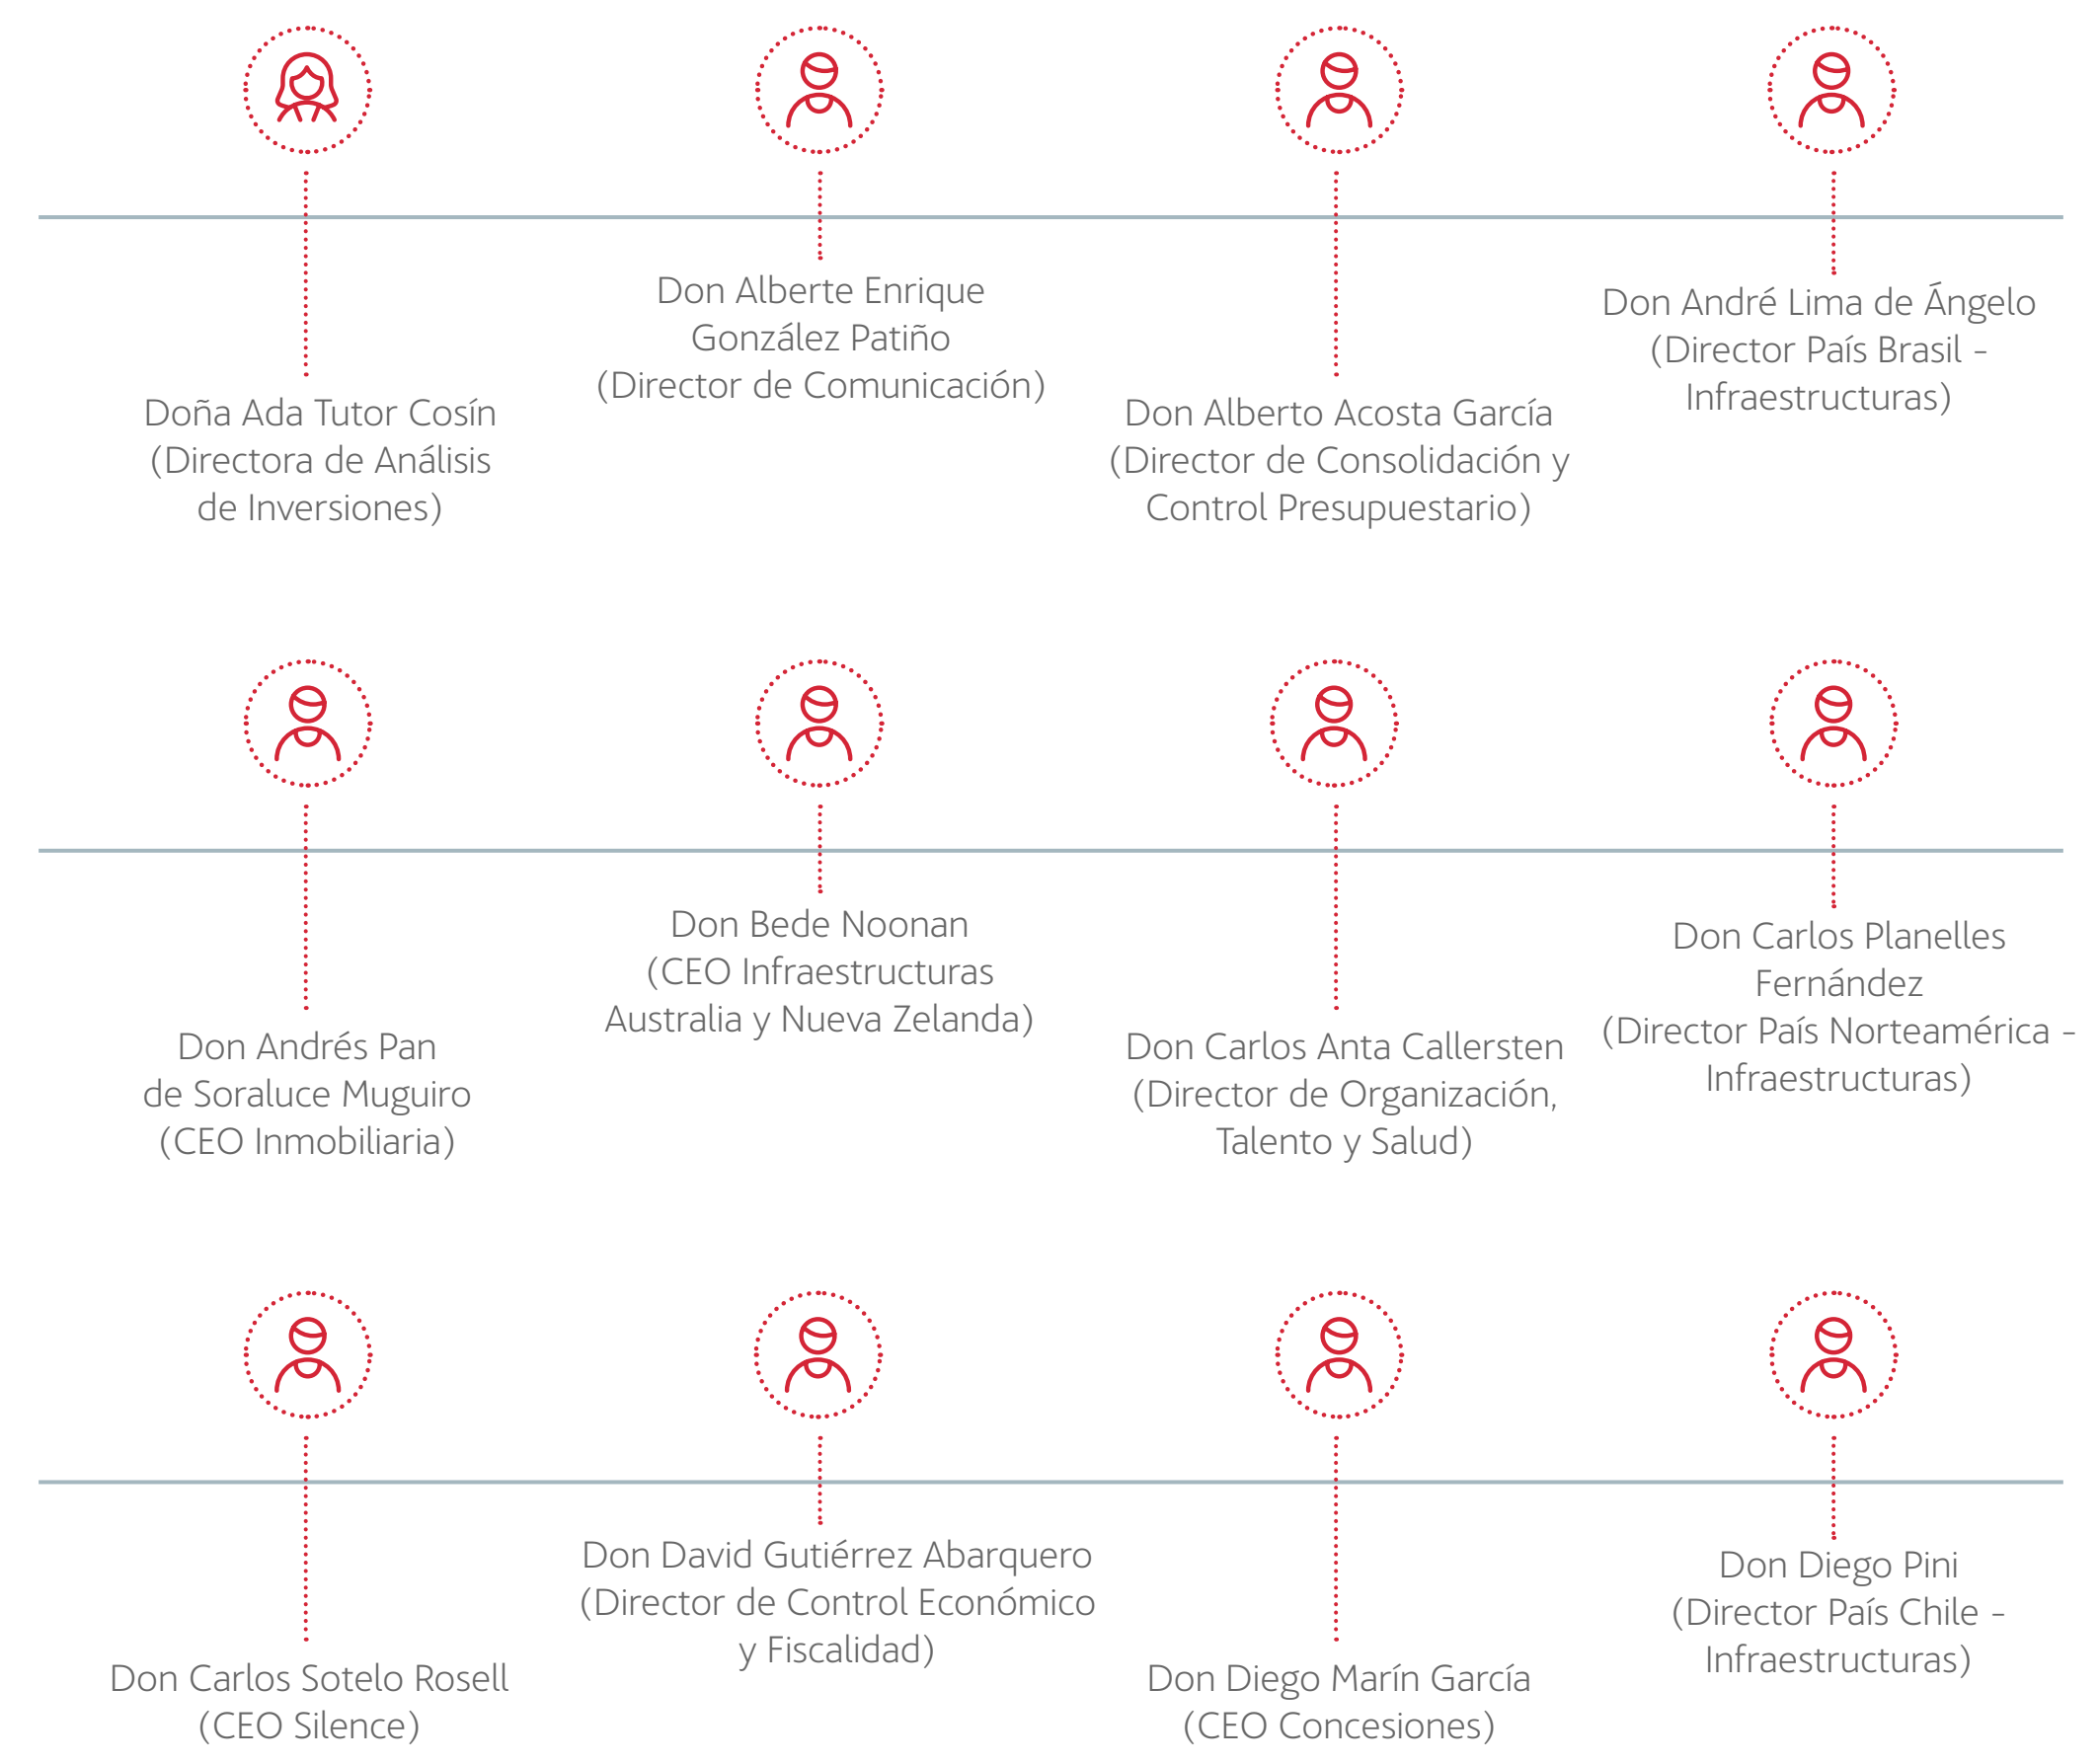 Doña Ada Tutor Cosín
(Directora de Análisis
de Inversiones)
Don Alberte Enrique
González Patiño
(Director de Comunicación)
Don Alberto Acosta García
(Director de Consolidación y
Control Presupuestario)
Don André Lima de Ángelo
(Director País Brasil -
Infraestructuras)
Don Andrés Pan
de Soraluce Muguiro
(CEO Inmobiliaria)
Don Bede Noonan
(CEO Infraestructuras
Australia y Nueva Zelanda)
Don Carlos Anta Callersten
(Director de Organización,
Talento y Salud)
Don Carlos Planelles
Fernández
(Director País Norteamérica -
Infraestructuras)
Don Carlos Sotelo Rosell
(CEO Silence)
Don David Gutiérrez Abarquero
(Director de Control Económico
y Fiscalidad)
Don Diego Marín García
(CEO Concesiones)
Don Diego Pini
(Director País Chile -
Infraestructuras)